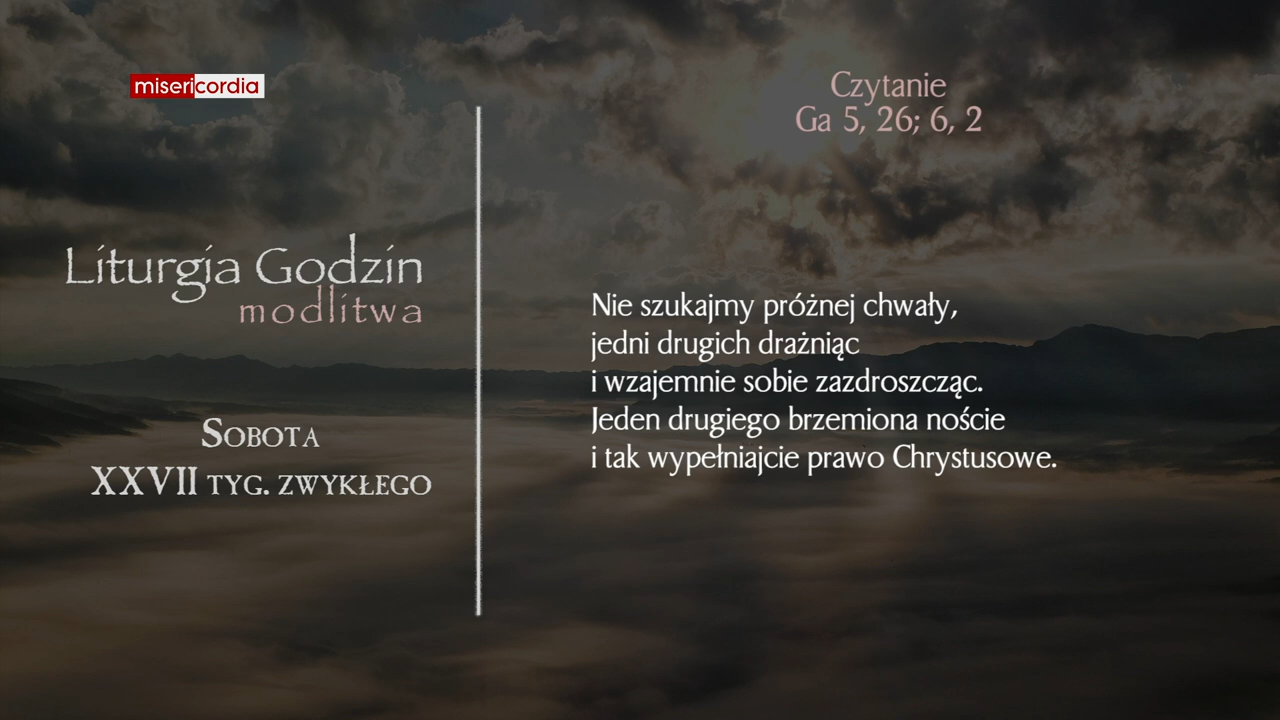 misericordia
Liturgia Godzin
modlitwa
Sobota
XXVII tyg. zwykłego
Czytanie
Ga 5, 26; 6, 2
Nie szukajmy próżnej chwały,
jedni drugich drażniąc
i wzajemnie sobie zazdroszcząc.
Jeden drugiego brzemiona noście
i tak wypełniajcie prawo Chrystusowe.